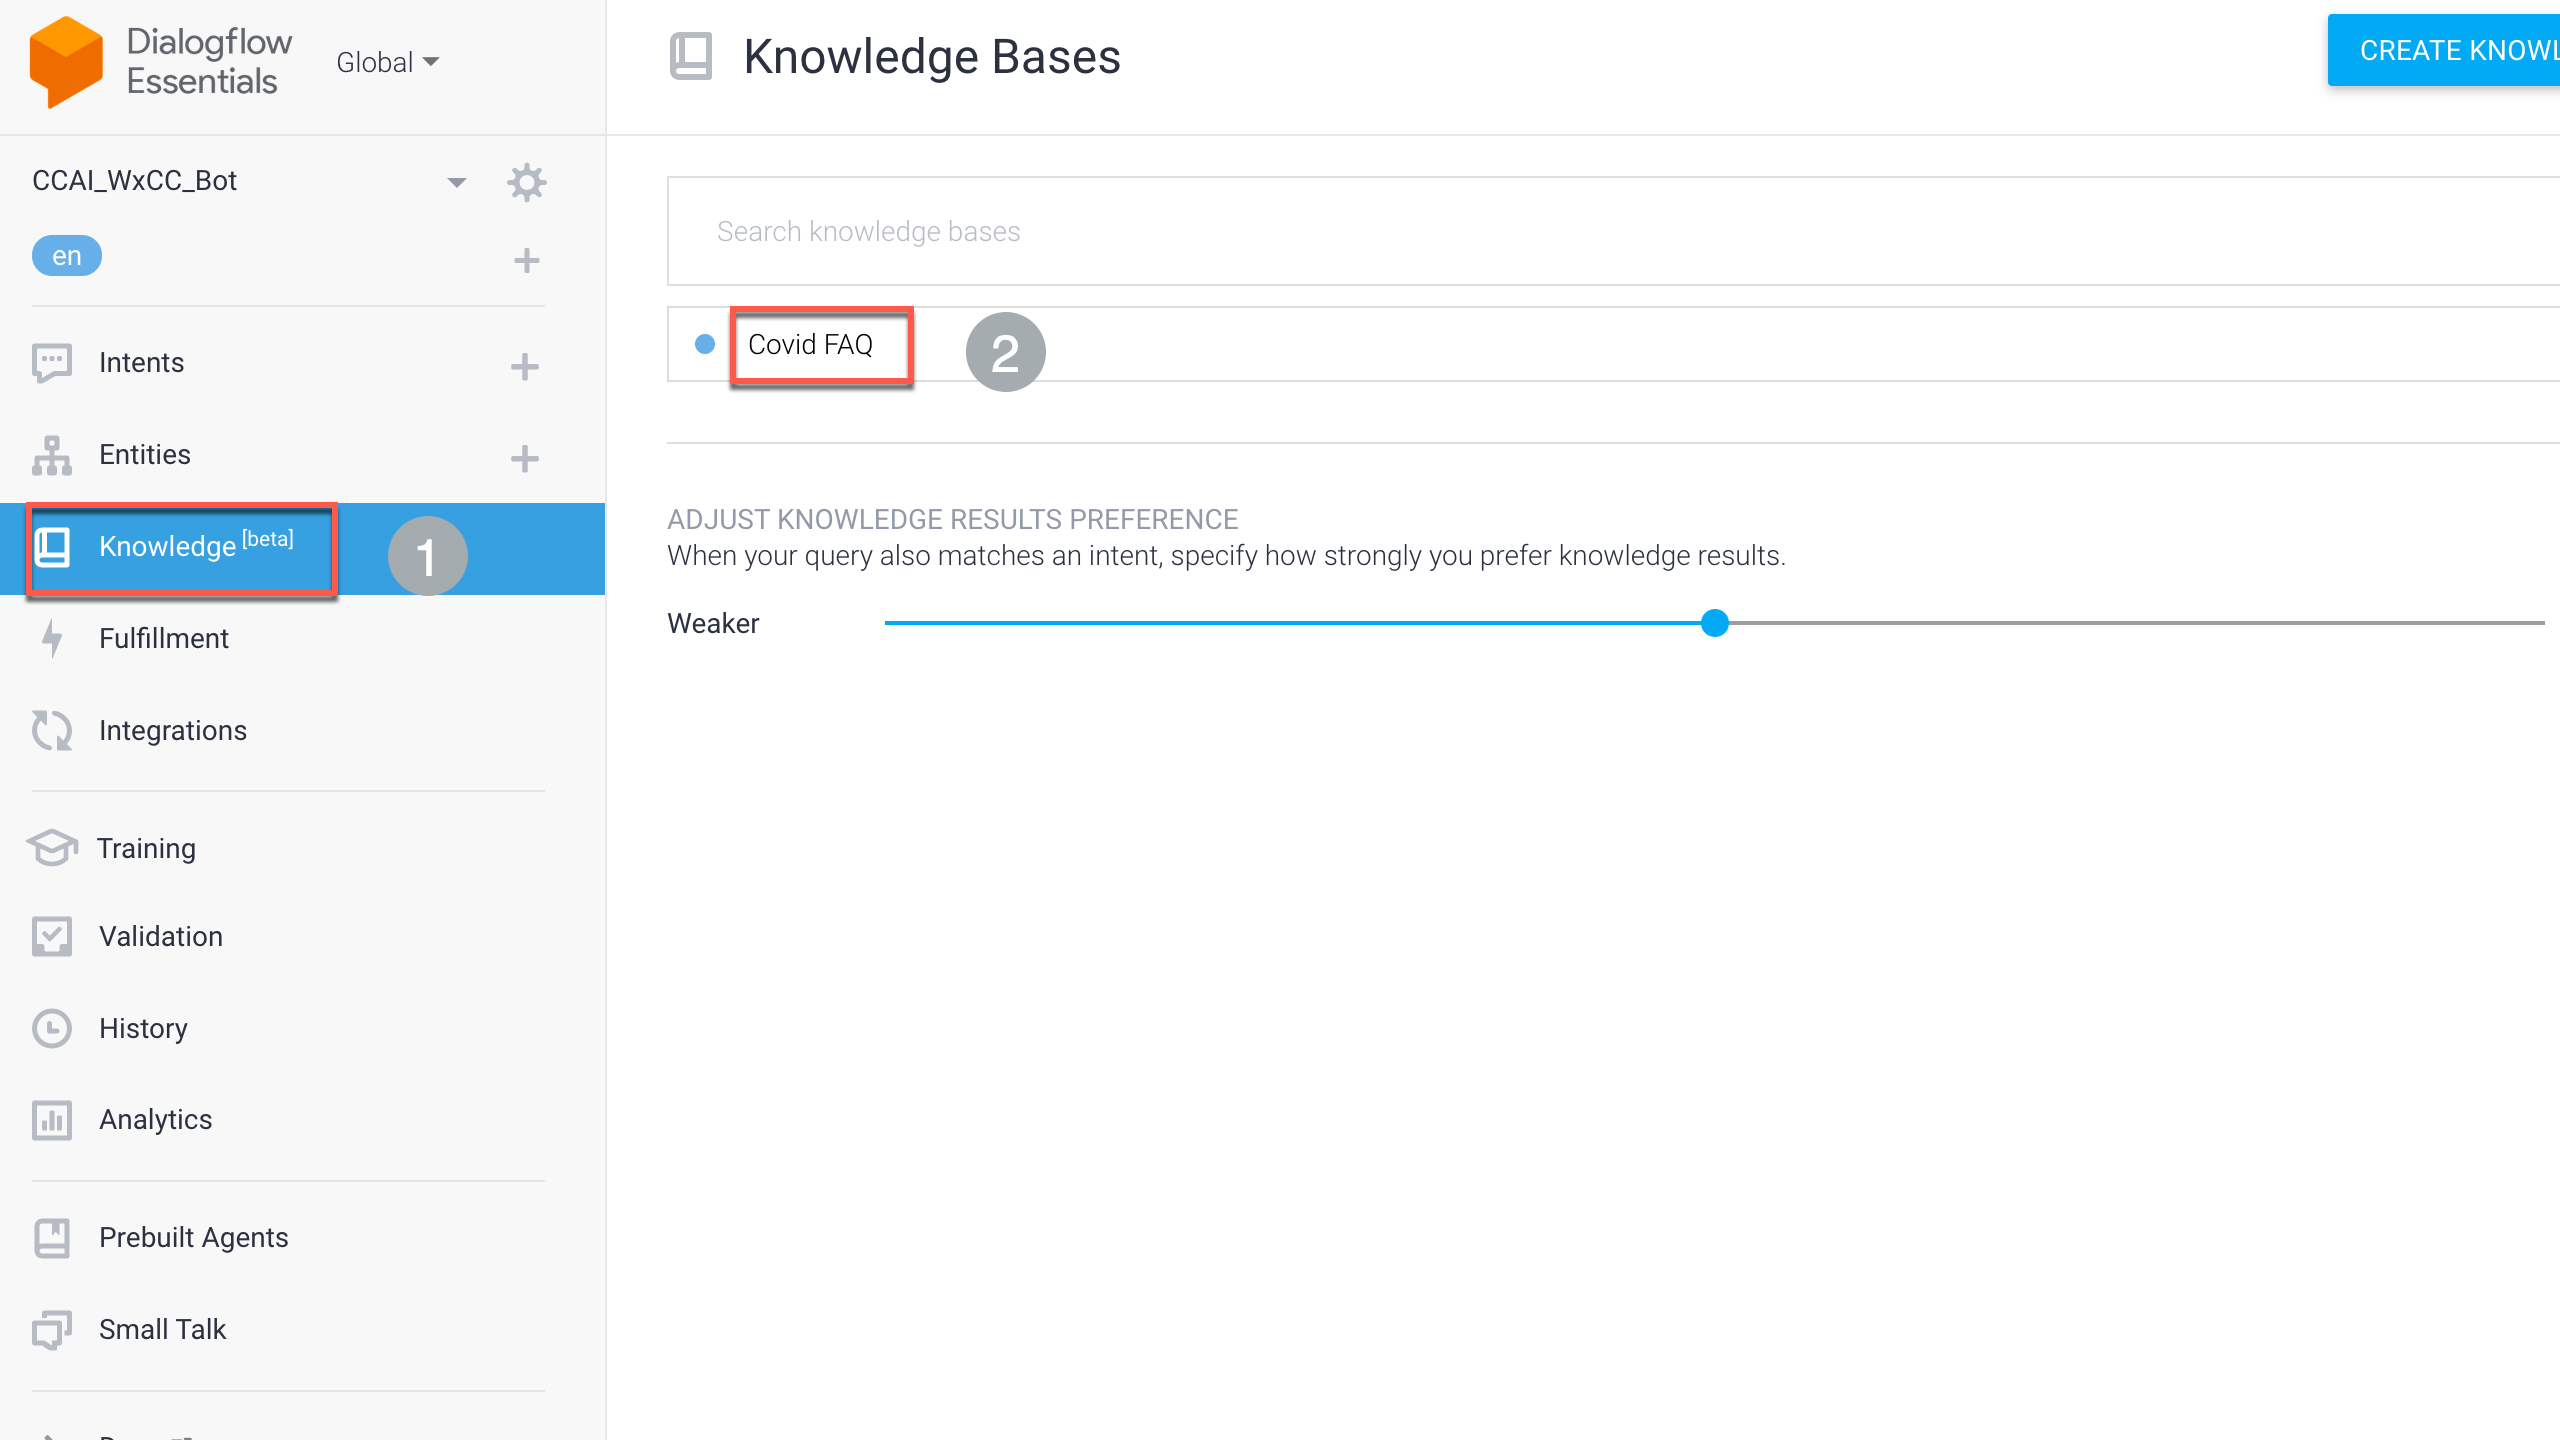 Dialogflow
Essentials
Global
CCAI_WxCC_Bot
en
Intents
Entities
Knowledge [beta]
1
Fulfillment
Integrations
Training
Validation
History
Analytics
Prebuilt Agents
Small Talk
Knowledge Bases
CREATE KNOWL
Search knowledge bases
Covid FAQ
2
ADJUST KNOWLEDGE RESULTS PREFERENCE
When your query also matches an intent, specify how strongly you prefer knowledge results.
Weaker